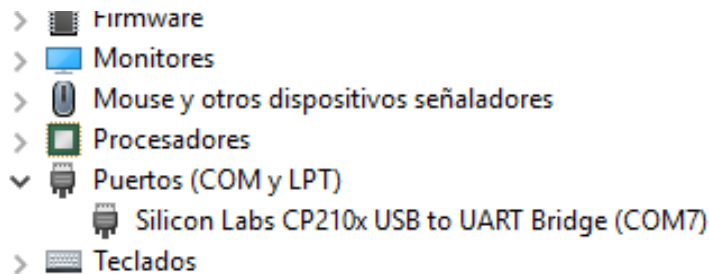 Firmware
Monitores
Mouse y otros dispositivos señaladores
Procesadores
Puertos (COM y LPT)
Silicon Labs CP210x USB to UART Bridge (COM7)
Teclados